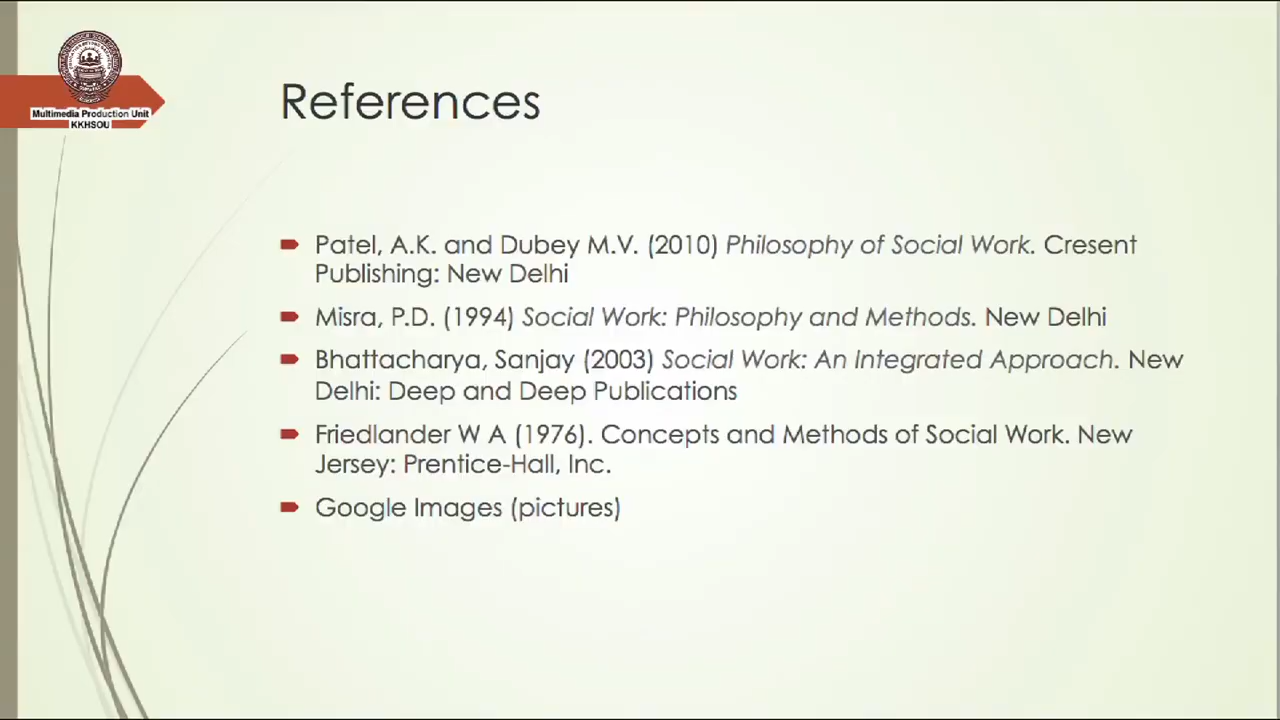 Multimedia Production Unit
KKHSOU
References
Patel, A.K. and Dubey M.V. (2010) Philosophy of Social Work. Cresent
Publishing: New Delhi
Misra, P.D. (1994) Social Work: Philosophy and Methods. New Delhi
Bhattacharya, Sanjay (2003) Social Work: An Integrated Approach. New
Delhi: Deep and Deep Publications
Friedlander W A (1976). Concepts and Methods of Social Work. New
Jersey: Prentice-Hall, Inc.
Google Images (pictures)